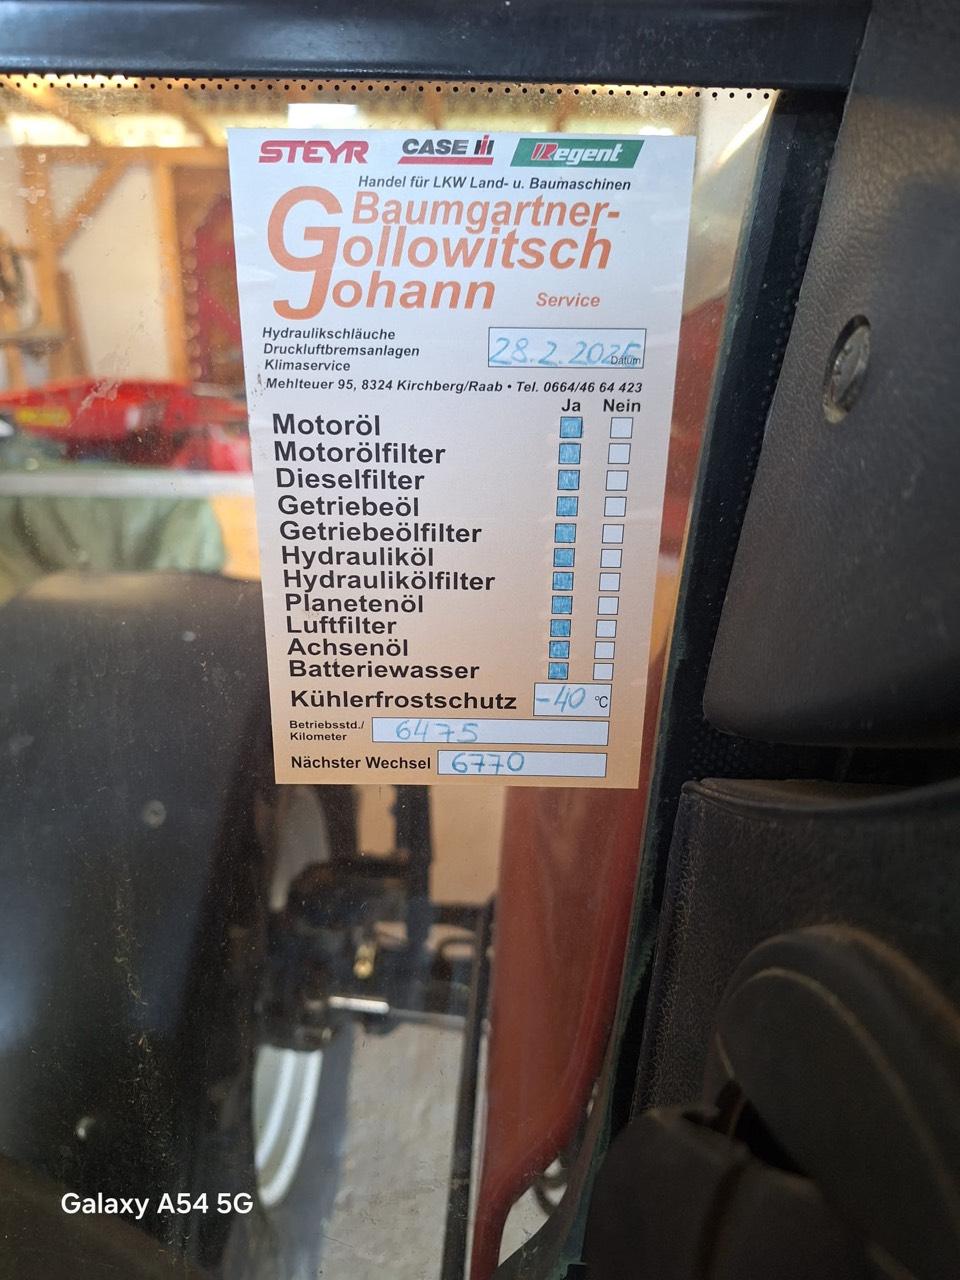 STEYR CASE IH Regent
Handel für LKW Land- u. Baumaschinen
Baumgartner-
Gollowitsch
Johann Service
Hydraulikschläuche
Druckluftbremsanlagen
Klimaservice
28.2.2025 Datum
Mehlteuer 95, 8324 Kirchberg/Raab • Tel. 0664/46 64 423
Ja Nein
Motoröl
Motorölfilter
Dieselfilter
Getriebeöl
Getriebeölfilter
Hydrauliköl
Hydraulikölfilter
Planetenöl
Luftfilter
Achsenöl
Batteriewasser
Kühlerfrostschutz -40 °C
Betriebsstd./
Kilometer 6475
Nächster Wechsel 6770
Galaxy A54 5G